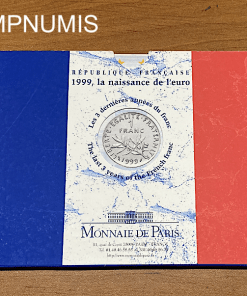 MPNUMIS
RÉPUBLIQUE FRANÇAISE
1999, la naissance de l'euro
Les 3 dernières années du franc
LIBERTÉ ÉGALITÉ FRATERNITÉ
1
FRANC
1999
The last 3 years of the French franc
MONNAIE DE PARIS